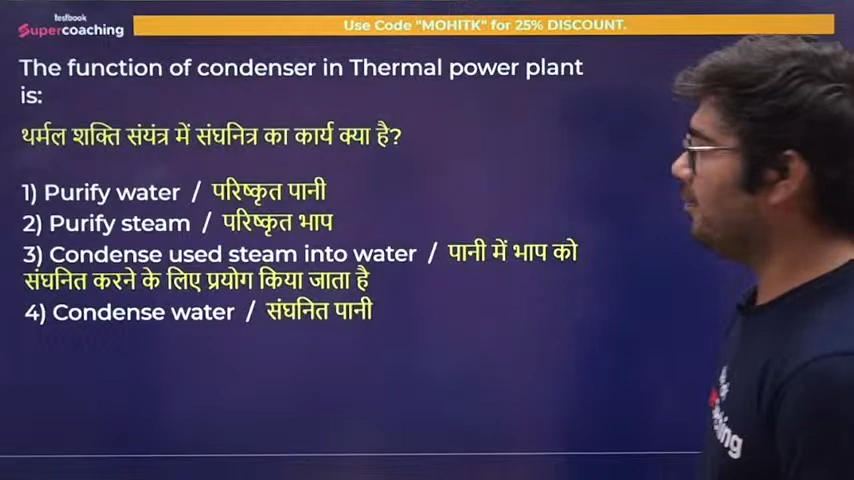 testbook
Supercoaching
Use Code "MOHITK" for 25% DISCOUNT.
The function of condenser in Thermal power plant
is:
थर्मल शक्ति संयंत्र में संघनित्र का कार्य क्या है?
1) Purify water / परिष्कृत पानी
2) Purify steam / परिष्कृत भाप
3) Condense used steam into water / पानी में भाप को
संघनित करने के लिए प्रयोग किया जाता है
4) Condense water / संघनित पानी